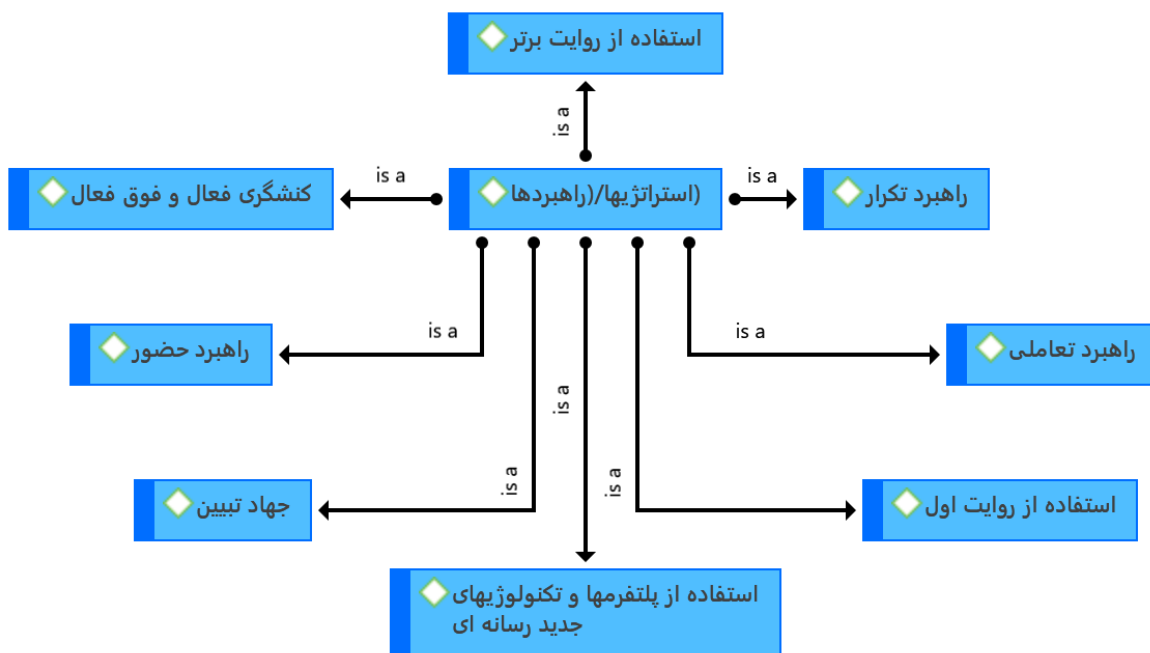 استفاده از روایت برتر
is a
کنشگری فعال و فوق فعال
is a
(استراتژیها/(راهبردها
is a
راهبرد تکرار
راهبرد حضور
is a
is a
راهبرد تعاملی
is a
جهاد تبیین
is a
is a
استفاده از روایت اول
استفاده از پلتفرمها و تکنولوژیهای
جدید رسانه ای